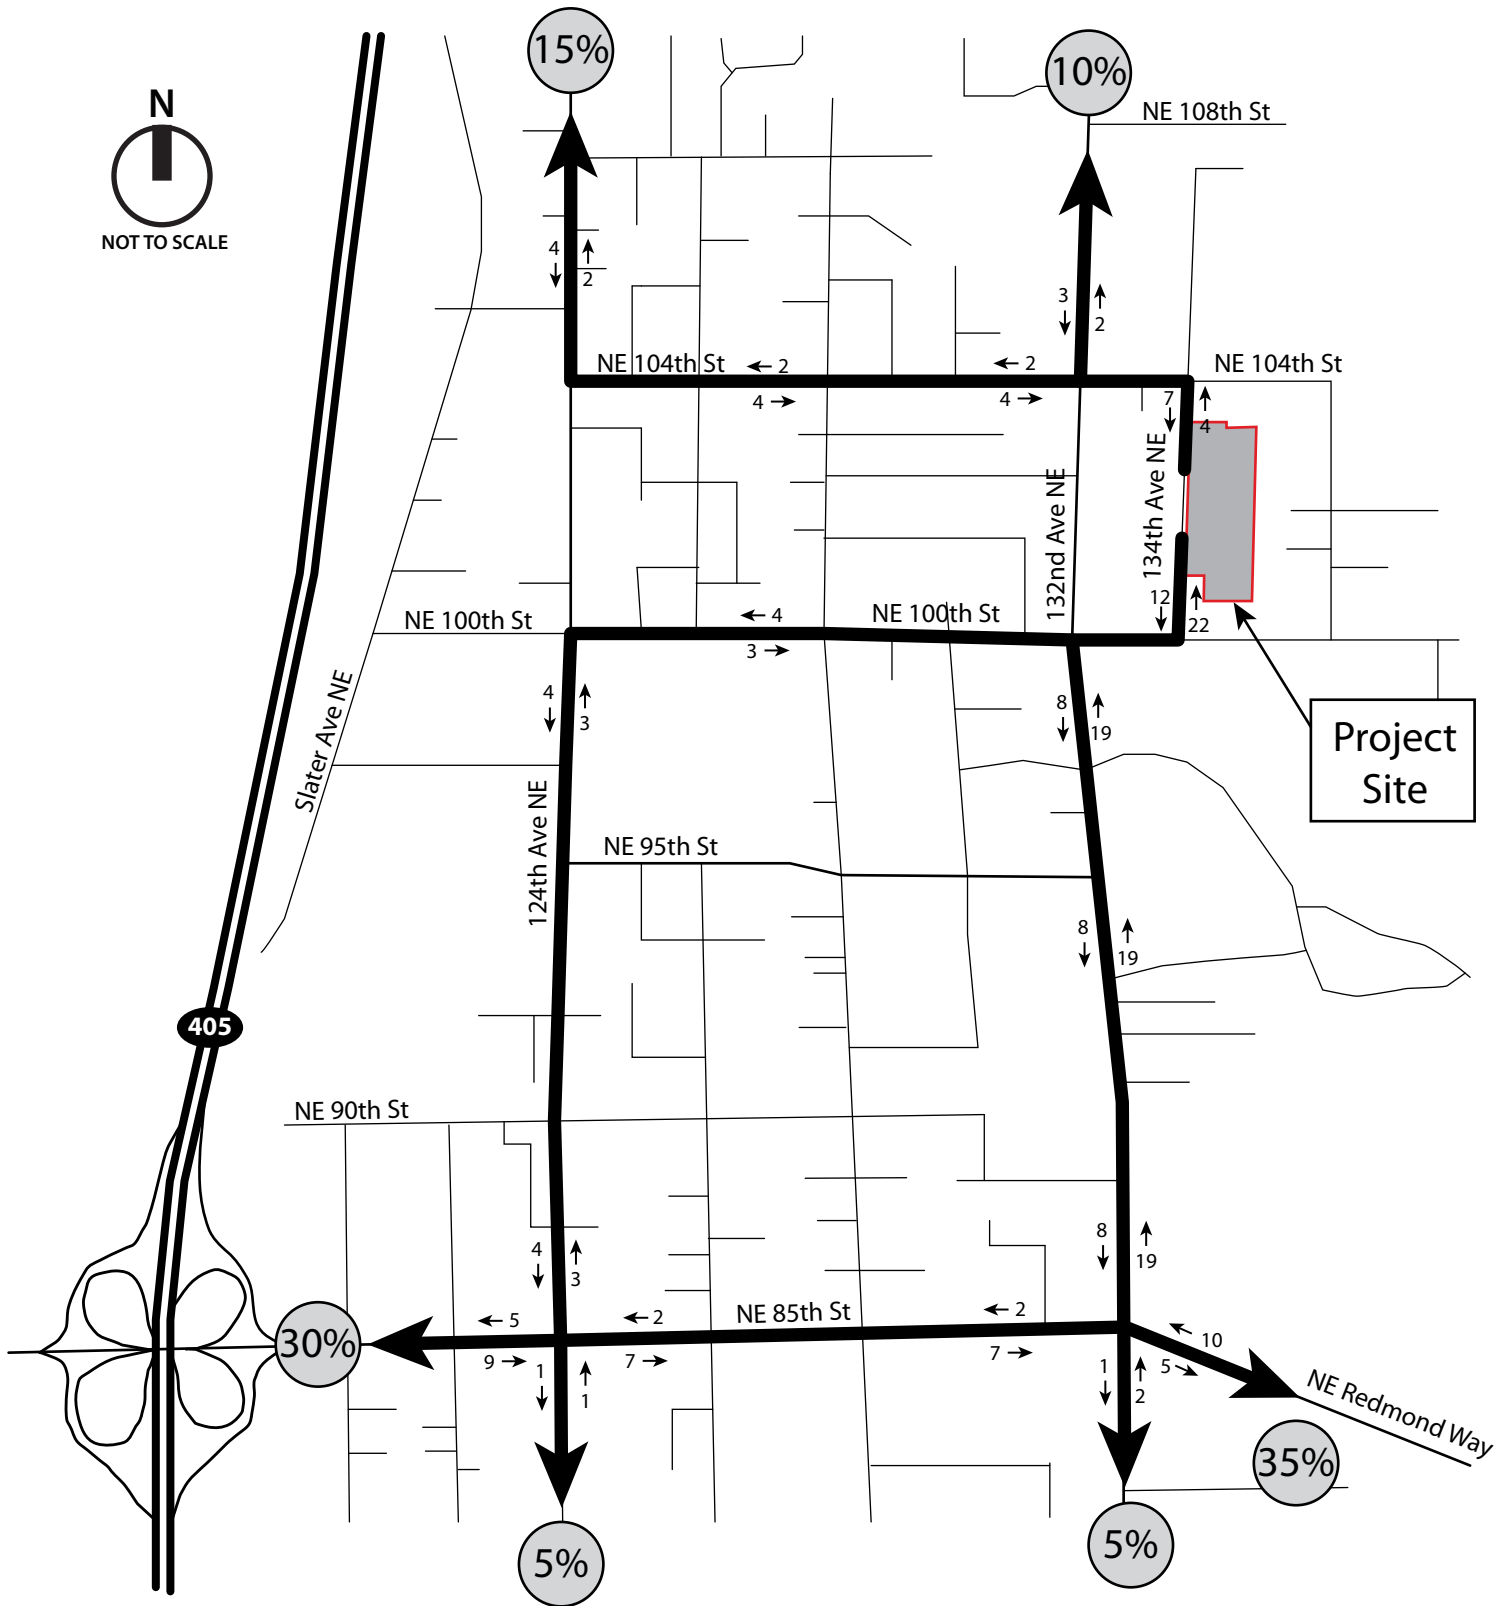 15%
10%
N
NE 108th St
NOT TO SCALE
4
2
3
2
NE 104th St
2
2
NE 104th St
4
4
7
4
134th Ave NE
132nd Ave NE
12
22
NE 100th St
4
NE 100th St
3
Slater Ave NE
4
3
8
19
Project
Site
124th Ave NE
NE 95th St
8
19
405
NE 90th St
4
3
8
19
30%
5
2
NE 85th St
2
9
7
7
10
5
1
1
1
2
NE Redmond Way
35%
5%
5%